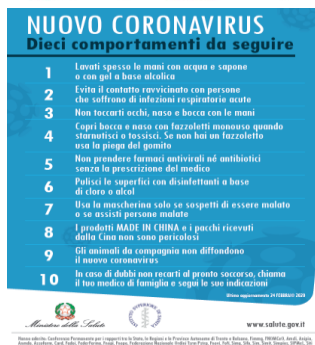 NUOVO CORONAVIRUS
Dieci comportamenti da seguire
1 Lavati spesso le mani con acqua e sapone
o con gel a base alcolica
2 Evita il contatto ravvicinato con persone
che soffrono di infezioni respiratorie acute
3 Non toccarti occhi, naso e bocca con le mani
4 Copri bocca e naso con fazzoletti monouso quando
starnutisci o tossisci. Se non hai un fazzoletto
usa la piega del gomito
5 Non prendere farmaci antivirali né antibiotici
senza la prescrizione del medico
6 Pulisci le superfici con disinfettanti a base
di cloro o alcol
7 Usa la mascherina solo se sospetti di essere malato
o se assisti persone malate
8 I prodotti MADE IN CHINA e i pacchi ricevuti
dalla Cina non sono pericolosi
9 Gli animali da compagnia non diffondono
il nuovo coronavirus
10 In caso di dubbi non recarti al pronto soccorso, chiama
il tuo medico di famiglia e segui le sue indicazioni
Ultimo aggiornamento 24 FEBBRAIO 2020
Ministero della Salute
www.salute.gov.it